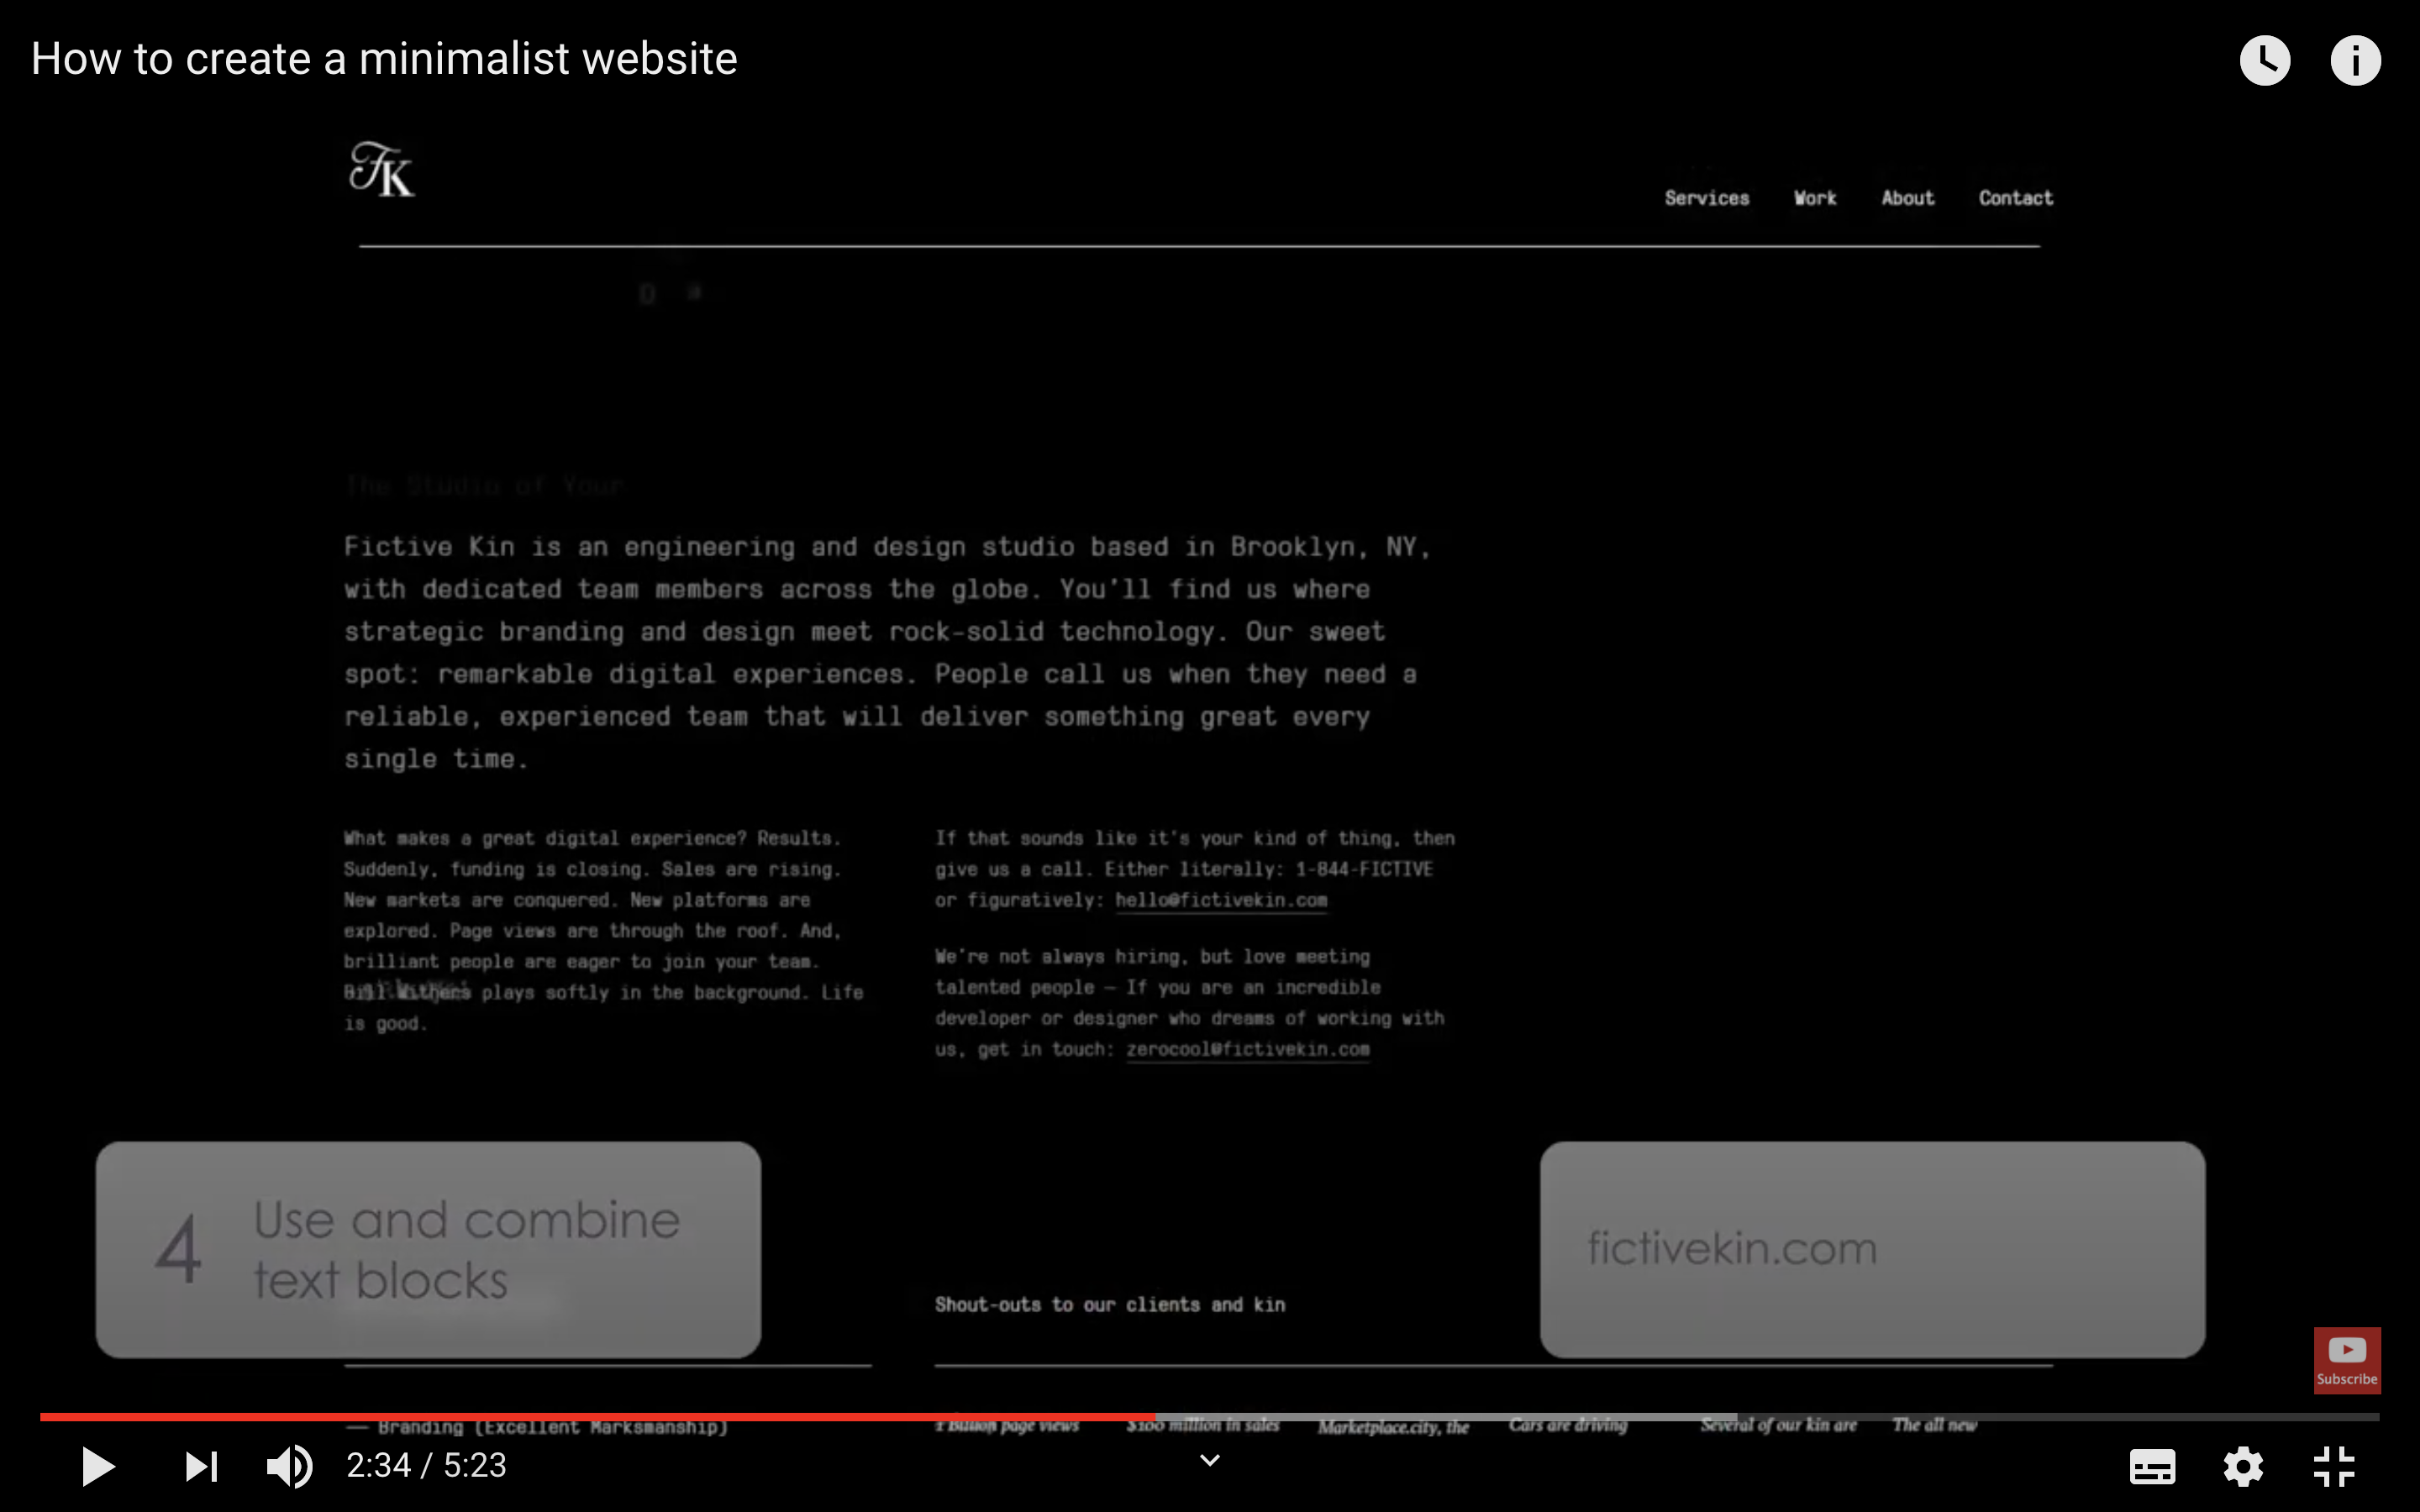 How to create a minimalist website
FK
Services Work About Contact
The Studio of Your
Fictive Kin is an engineering and design studio based in Brooklyn, NY,
with dedicated team members across the globe. You'll find us where
strategic branding and design meet rock-solid technology. Our sweet
spot: remarkable digital experiences. People call us when they need a
reliable, experienced team that will deliver something great every
single time.
What makes a great digital experience? Results.
Suddenly, funding is closing. Sales are rising.
New markets are conquered. New platforms are
explored. Page views are through the roof. And,
brilliant people are eager to join your team.
Bill Withers plays softly in the background. Life
is good.
If that sounds like it's your kind of thing, then
give us a call. Either literally: 1-844-FICTIVE
or figuratively: hello@fictivekin.com
We're not always hiring, but love meeting
talented people — If you are an incredible
developer or designer who dreams of working with
us, get in touch: zerocool@fictivekin.com
4 Use and combine
text blocks
fictivekin.com
Shout-outs to our clients and kin
Subscribe
— Branding (Excellent Marksmanship)
1 Billion page views $100 million in sales Marketplace.city, the Cars are driving Several of our kin are The all new
2:34 / 5:23